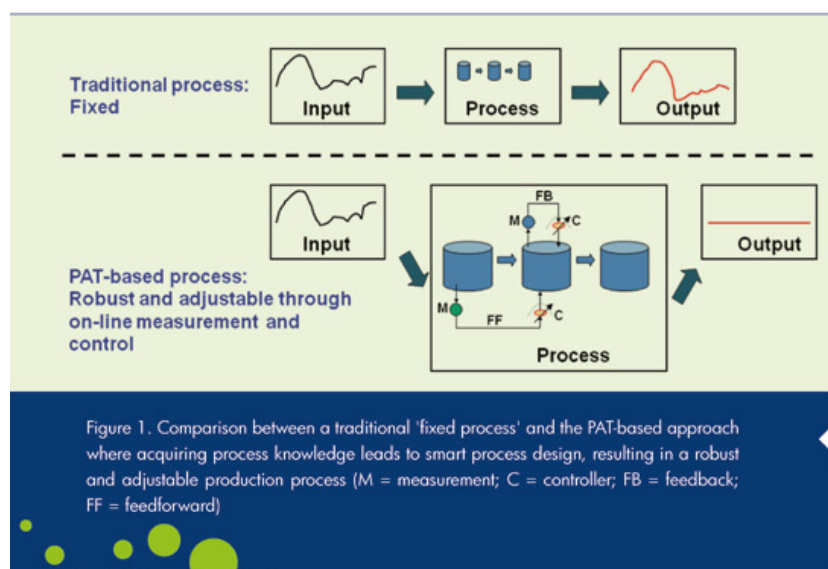 Traditional process:
Fixed
Input
Process
Output
PAT-based process:
Robust and adjustable through
on-line measurement and
control
Input
FB
M
C
M
FF
C
Process
Output
Figure 1. Comparison between a traditional 'fixed process' and the PAT-based approach
where acquiring process knowledge leads to smart process design, resulting in a robust
and adjustable production process (M = measurement; C = controller; FB = feedback;
FF = feedforward)